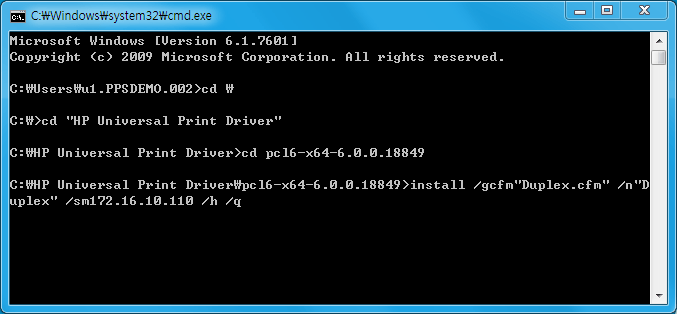 C:₩Windows₩system32₩cmd.exe
Microsoft Windows [Version 6.1.7601]
Copyright (c) 2009 Microsoft Corporation. All rights reserved.
C:₩Users₩u1.PPSDEMO.002>cd ₩
C:₩>cd "HP Universal Print Driver"
C:₩HP Universal Print Driver>cd pcl6-x64-6.0.0.18849
C:₩HP Universal Print Driver₩pcl6-x64-6.0.0.18849>install /gcfm"Duplex.cfm" /n"D
uplex" /sm172.16.10.110 /h /q